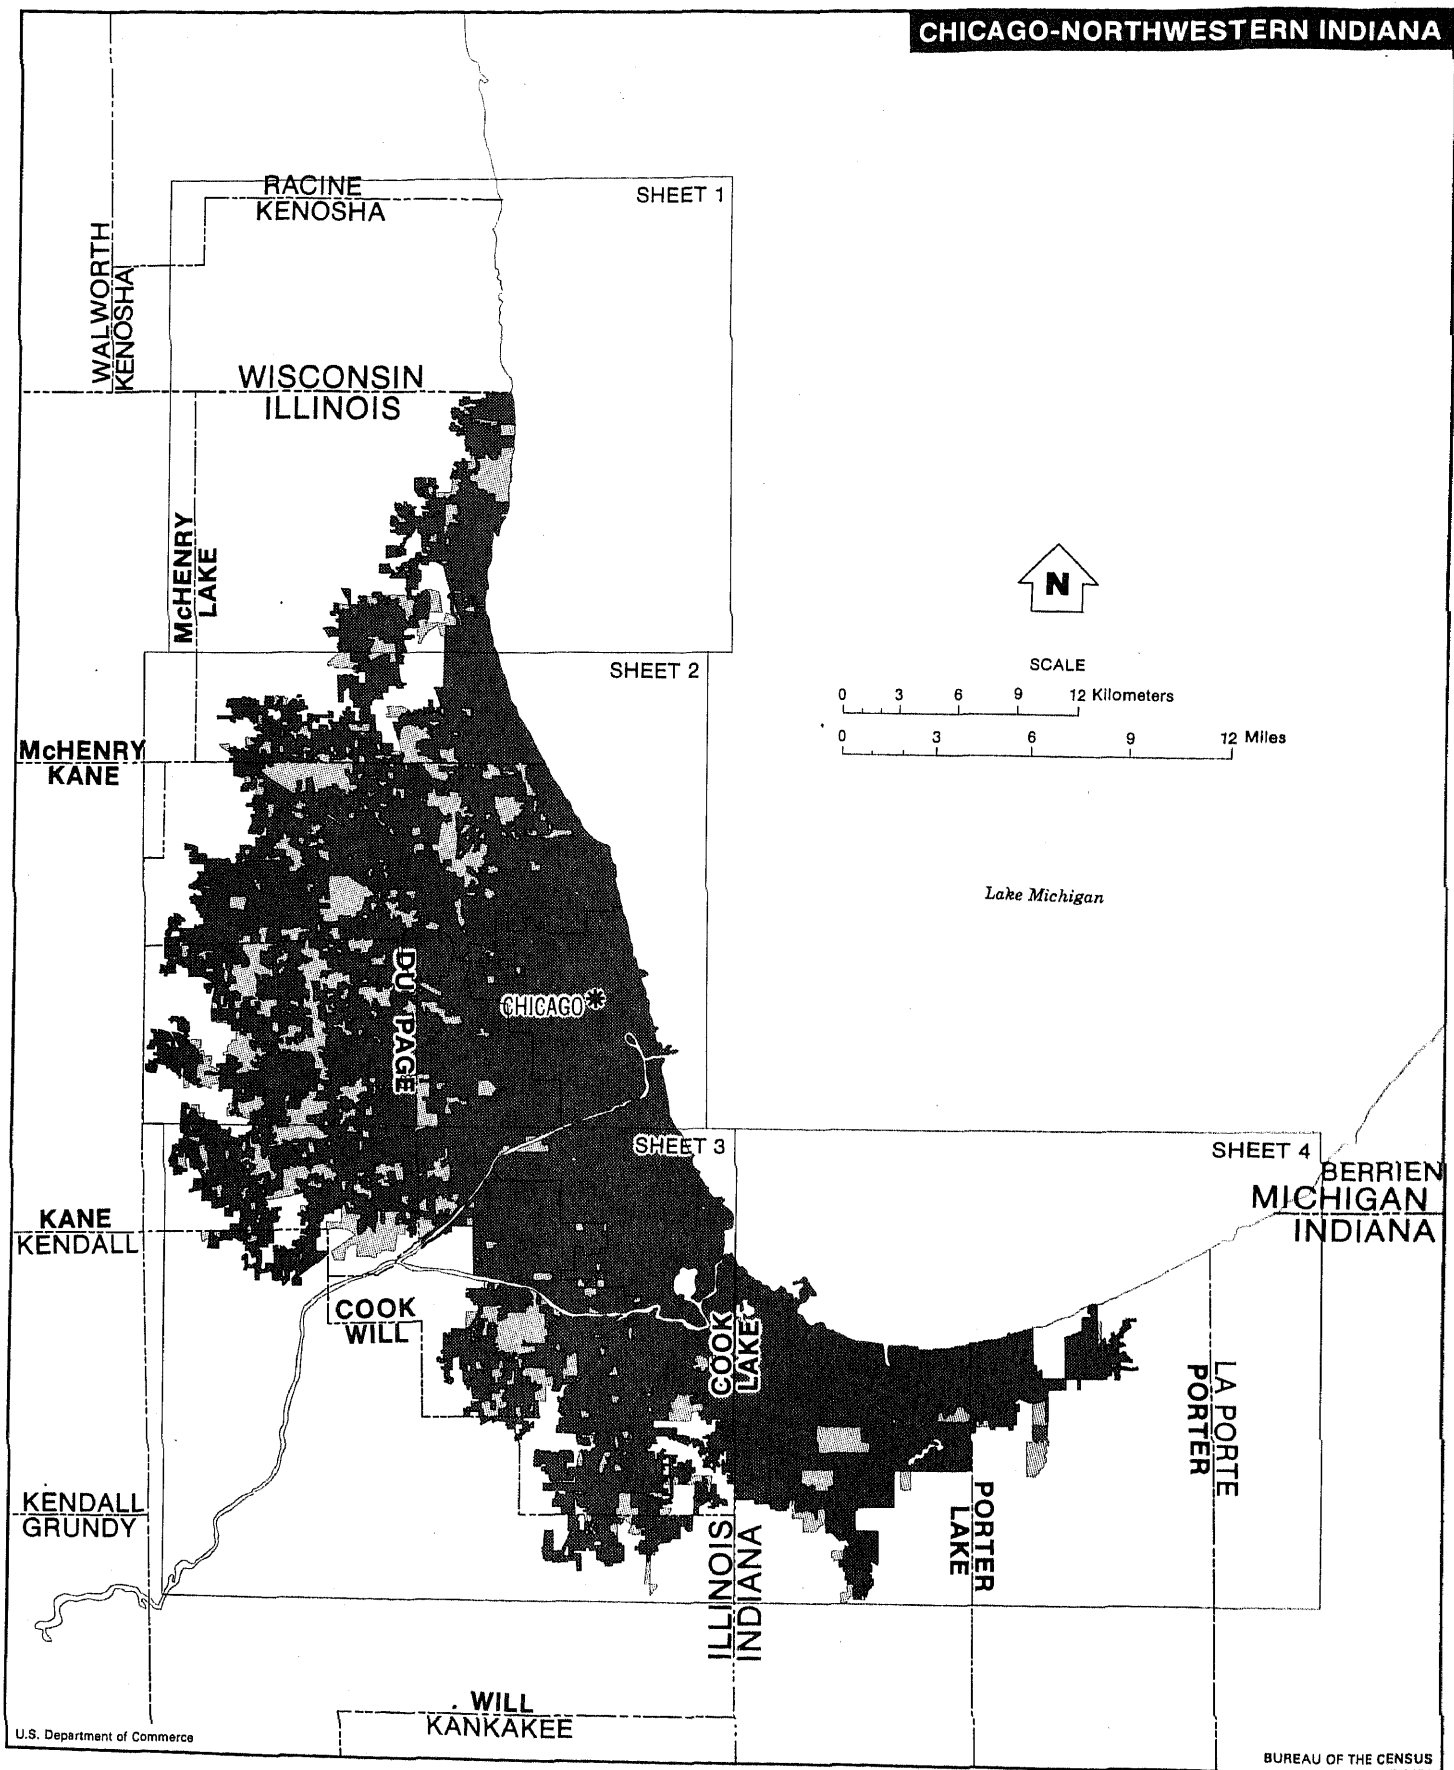 CHICAGO-NORTHWESTERN INDIANA
RACINE
KENOSHA
SHEET 1
WALWORTH
KENOSHA
WISCONSIN
ILLINOIS
McHENRY
LAKE
N
SCALE
0 3 6 9 12 Kilometers
0 3 6 9 12 Miles
SHEET 2
McHENRY
KANE
Lake Michigan
DU PAGE
CHICAGO
SHEET 3
SHEET 4
BERRIEN
MICHIGAN
INDIANA
KANE
KENDALL
COOK
WILL
COOK
LAKE
PORTER
LA PORTE
KENDALL
GRUNDY
PORTER
LAKE
ILLINOIS
INDIANA
WILL
KANKAKEE
U.S. Department of Commerce
BUREAU OF THE CENSUS